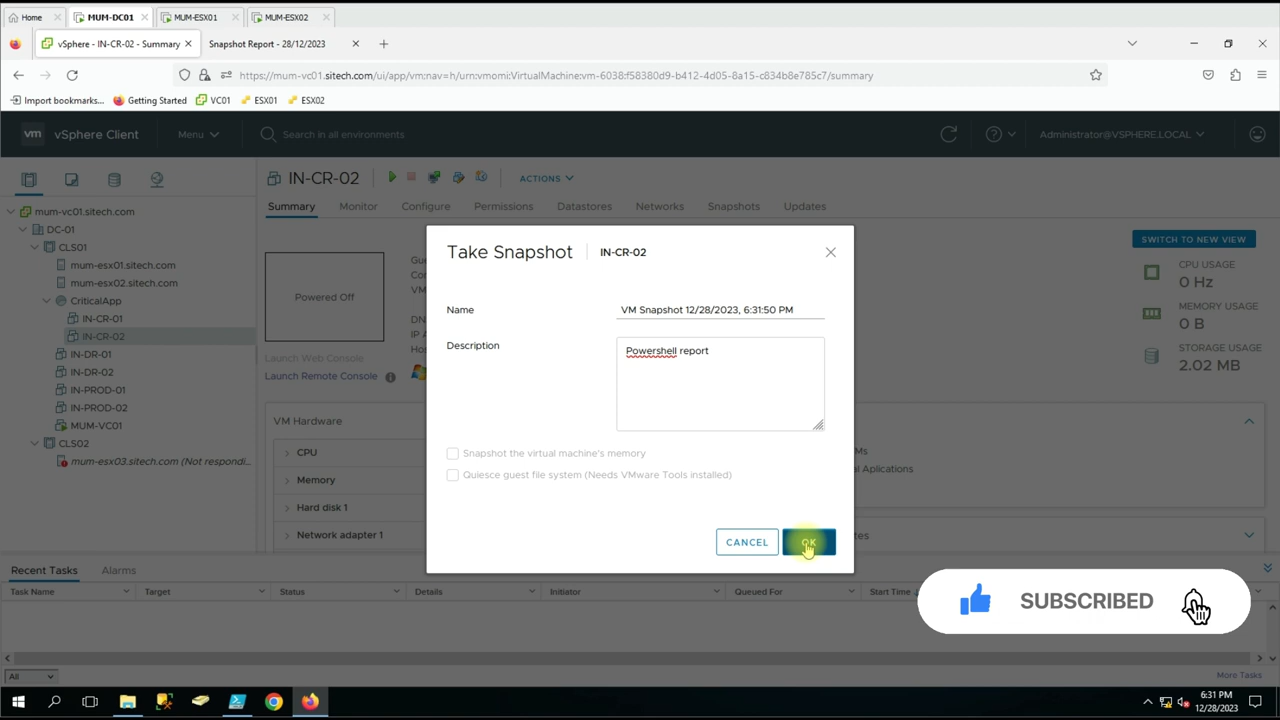 Home
MUM-DC01
MUM-ESX01
MUM-ESX02
vSphere - IN-CR-02 - Summary
Snapshot Report - 28/12/2023
https://mum-vc01.sitech.com/ui/app/vm;nav=h/urn:vmomi:VirtualMachine:vm-6038:f58380d9-b412-4d05-8a15-c834b8e785c7/summary
Import bookmarks...
Getting Started
VC01
ESX01
ESX02
vm
vSphere Client
Menu
Search in all environments
Administrator@VSPHERE.LOCAL
IN-CR-02
ACTIONS
Summary
Monitor
Configure
Permissions
Datastores
Networks
Snapshots
Updates
mum-vc01.sitech.com
DC-01
CLS01
mum-esx01.sitech.com
mum-esx02.sitech.com
CriticalApp
IN-CR-01
IN-CR-02
IN-DR-01
IN-DR-02
IN-PROD-01
IN-PROD-02
MUM-VC01
CLS02
mum-esx03.sitech.com (Not respondi...
Powered Off
Launch Web Console
Launch Remote Console
SWITCH TO NEW VIEW
CPU USAGE
0 Hz
MEMORY USAGE
0 B
STORAGE USAGE
2.02 MB
VM Hardware
CPU
Memory
Hard disk 1
Network adapter 1
Take Snapshot
IN-CR-02
Name
VM Snapshot 12/28/2023, 6:31:50 PM
Description
Powershell report
Snapshot the virtual machine's memory
Quiesce guest file system (Needs VMware Tools installed)
CANCEL
OK
Recent Tasks
Alarms
Task Name
Target
Status
Details
Initiator
Queued For
Start Time
SUBSCRIBED
All
More Tasks
6:31 PM
12/28/2023